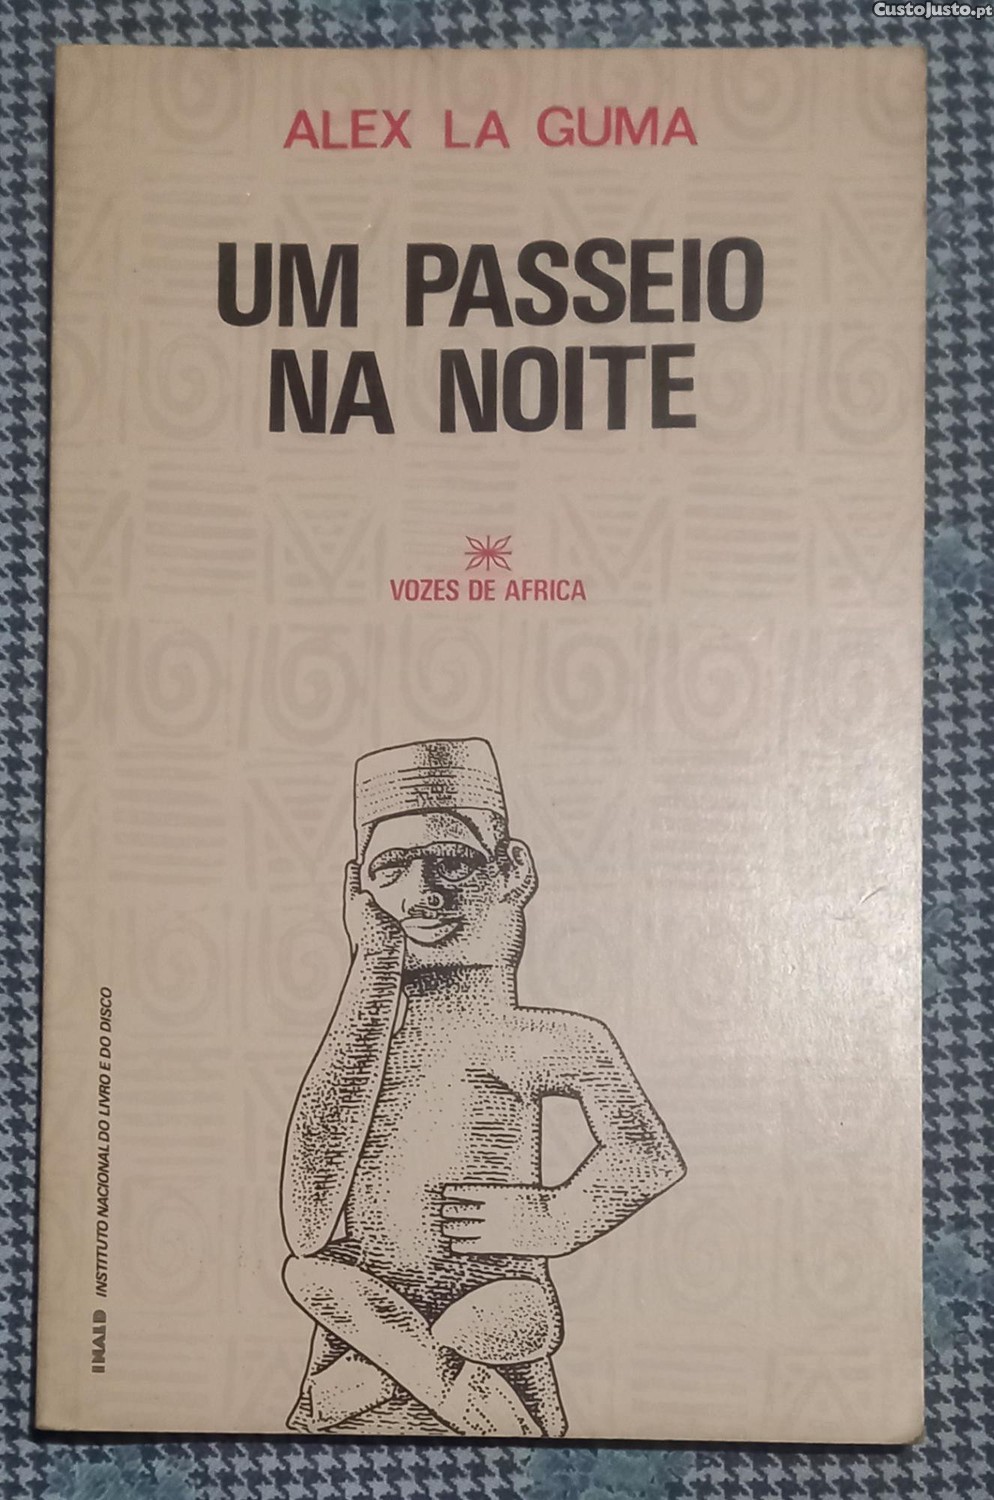 CustoJusto.pt
ALEX LA GUMA
UM PASSEIO
NA NOITE
VOZES DE AFRICA
INALD INSTITUTO NACIONAL DO LIVRO E DO DISCO